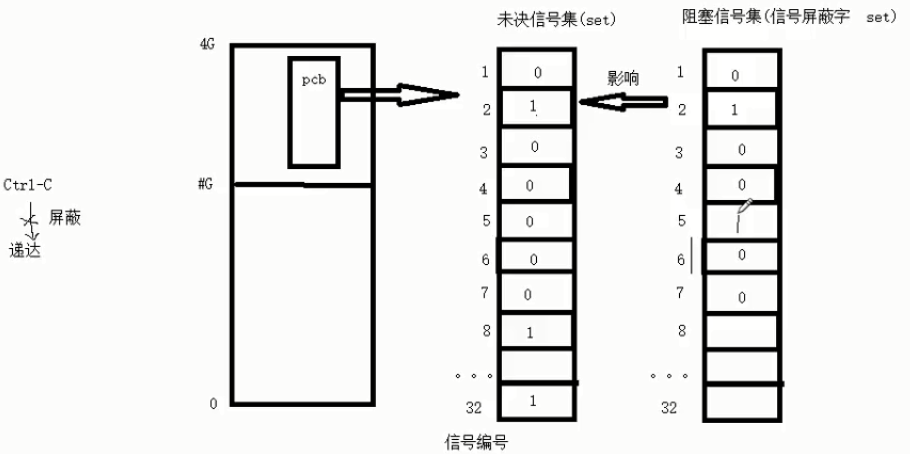 未决信号集(set)
阻塞信号集(信号屏蔽字 set)
4G
pcb
影响
#G
Ctrl-C
屏蔽
递达
0
1 0
2 1
3 0
4 0
5 0
6 0
7 0
8 1
。。。
32 1
1 0
2 1
3 0
4 0
5
6 0
7 0
8
。。。
32
信号编号